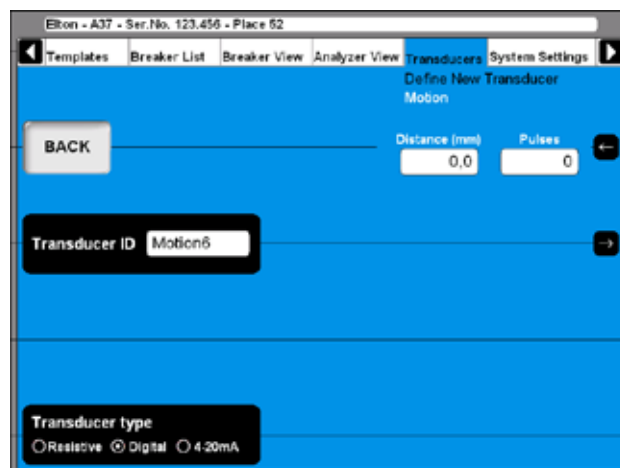 Elton - A37 - Ser.No. 123.456 - Place 52
Templates Breaker List Breaker View Analyzer View Transducers System Settings
Define New Transducer
Motion
Distance (mm) Pulses
BACK 0,0 0
Transducer ID Motion6
Transducer type
Resistive Digital 4-20mA